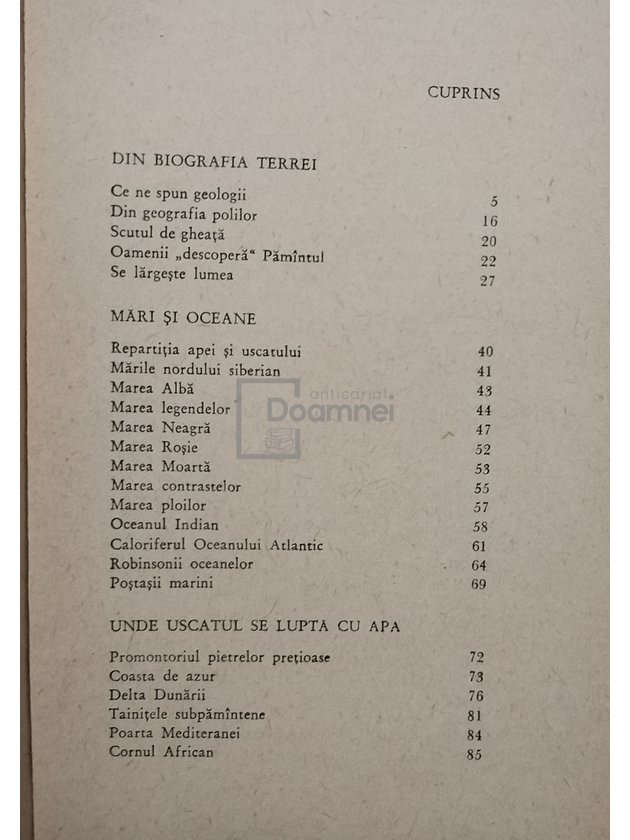 CUPRINS
DIN BIOGRAFIA TERREI
Ce ne spun geologii 5
Din geografia polilor 16
Scutul de gheață 20
Oamenii „descoperă“ Pămîntul 22
Se lărgește lumea 27
MĂRI ȘI OCEANE
Repartiția apei și uscatului 40
Mările nordului siberian 41
Marea Albă 43
Marea legendelor 44
Marea Neagră 47
Marea Roșie 52
Marea Moartă 53
Marea contrastelor 55
Marea ploilor 57
Oceanul Indian 58
Caloriferul Oceanului Atlantic 61
Robinsonii oceanelor 64
Poștașii marini 69
anticariat
Doamnei
UNDE USCATUL SE LUPTĂ CU APA
Promontoriul pietrelor prețioase 72
Coasta de azur 73
Delta Dunării 76
Tainițele subpămîntene 81
Poarta Mediteranei 84
Cornul African 85